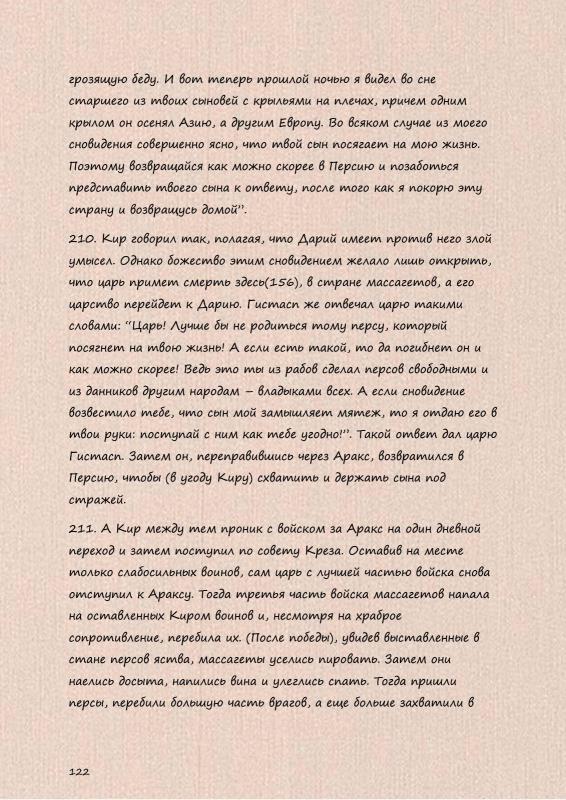 грозящую беду. И вот теперь прошлой ночью я видел во сне
старшего из твоих сыновей с крыльями на плечах, причем одним
крылом он осенял Азию, а другим Европу. Во всяком случае из моего
сновидения совершенно ясно, что твой сын посягает на мою жизнь.
Поэтому возвращайся как можно скорее в Персию и позаботься
представить твоего сына к ответу, после того как я покорю эту
страну и возвращусь домой”.
210. Кир говорил так, полагая, что Дарий имеет против него злой
умысел. Однако божество этим сновидением желало лишь открыть,
что царь примет смерть здесь(156), в стране массагетов, а его
царство перейдет к Дарию. Гистасп же отвечал царю такими
словами: “Царь! Лучше бы не родиться тому персу, который
посягнет на твою жизнь! А если есть такой, то да погибнет он и
как можно скорее! Ведь это ты из рабов сделал персов свободными и
из данников другим народам – владыками всех. А если сновидение
возвестило тебе, что сын мой замышляет мятеж, то я отдаю его в
твои руки: поступай с ним как тебе угодно!”. Такой ответ дал царю
Гистасп. Затем он, переправившись через Аракс, возвратился в
Персию, чтобы (в угоду Киру) схватить и держать сына под
стражей.
211. А Кир между тем проник с войском за Аракс на один дневной
переход и затем поступил по совету Креза. Оставив на месте
только слабосильных воинов, сам царь с лучшей частью войска снова
отступил к Араксу. Тогда третья часть войска массагетов напала
на оставленных Киром воинов и, несмотря на храброе
сопротивление, перебила их. (После победы), увидев выставленные в
стане персов яства, массагеты уселись пировать. Затем они
наелись досыта, напились вина и улеглись спать. Тогда пришли
персы, перебили большую часть врагов, а еще больше захватили в
122